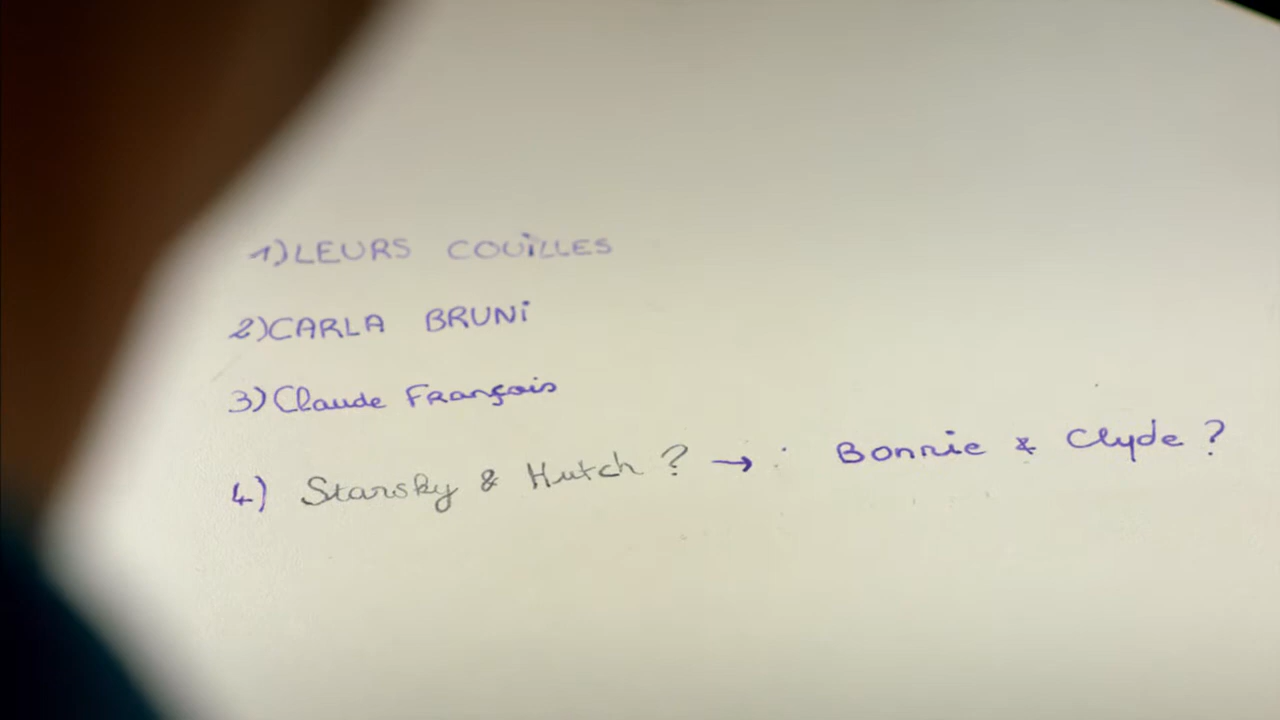 1) LEURS COUiLLES
2) CARLA BRUNi
3) Claude François
4) Starsky & Hutch ? → : Bonnie & Clyde ?